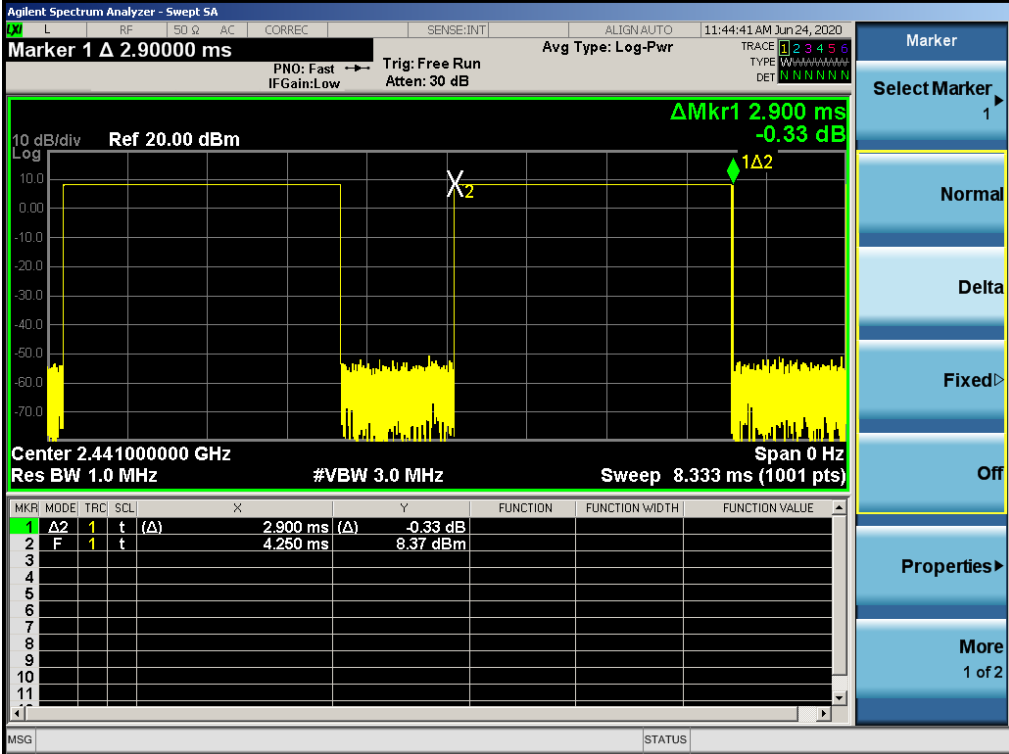 Agilent Spectrum Analyzer - Swept SA
LXI L RF 50 Ω AC CORREC SENSE:INT ALIGN AUTO 11:44:41 AM Jun 24, 2020
Marker 1 Δ 2.90000 ms
PNO: Fast
IFGain:Low
Trig: Free Run
Atten: 30 dB
Avg Type: Log-Pwr
TRACE 1 2 3 4 5 6
TYPE WWWWWWW
DET N N N N N N
ΔMkr1 2.900 ms
-0.33 dB
10 dB/div Ref 20.00 dBm
Log
1Δ2
10.0
X2
0.00
-10.0
-20.0
-30.0
-40.0
-50.0
-60.0
-70.0
Center 2.441000000 GHz Span 0 Hz
Res BW 1.0 MHz #VBW 3.0 MHz Sweep 8.333 ms (1001 pts)
MKR MODE TRC SCL X Y FUNCTION FUNCTION WIDTH FUNCTION VALUE
1 Δ2 1 t (Δ) 2.900 ms (Δ) -0.33 dB
2 F 1 t 4.250 ms 8.37 dBm
3
4
5
6
7
8
9
10
11
MSG STATUS
Marker
Select Marker
1
Normal
Delta
Fixed
Off
Properties
More
1 of 2